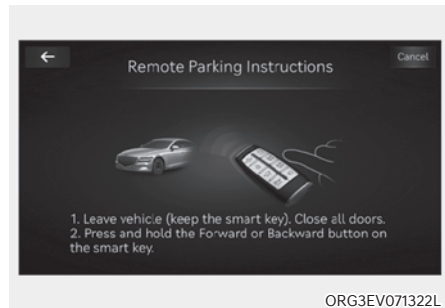 Remote Parking Instructions
Cancel
1. Leave vehicle (keep the smart key). Close all doors.
2. Press and hold the Forward or Backward button on
the smart key.
ORG3EV071322L